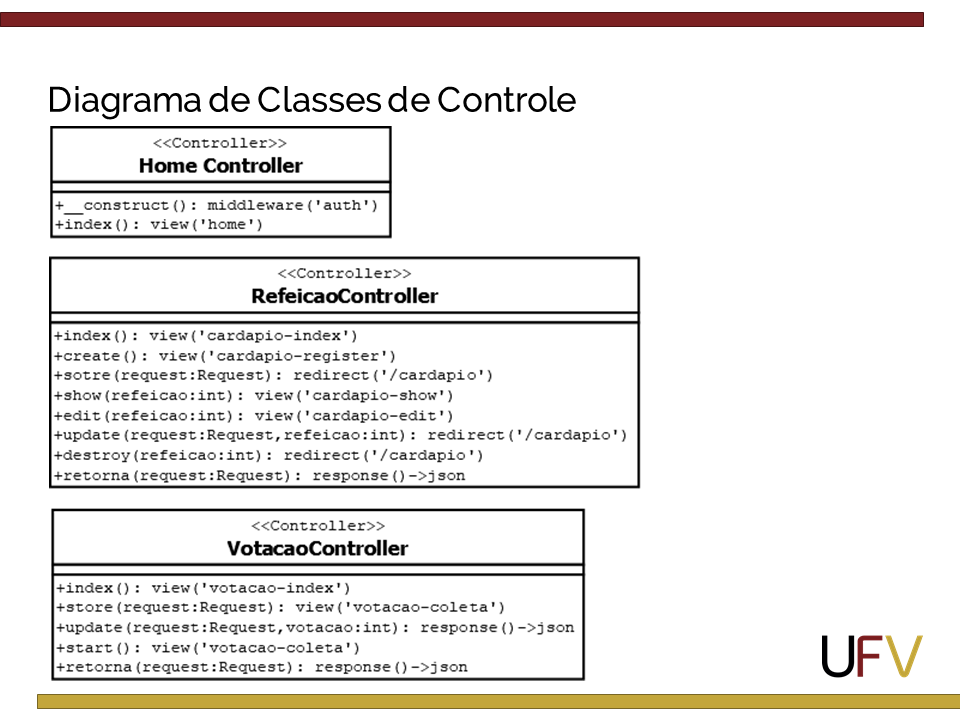 Diagrama de Classes de Controle
<<Controller>>
Home Controller
+__construct(): middleware('auth')
+index(): view('home')
<<Controller>>
RefeicaoController
+index(): view('cardapio-index')
+create(): view('cardapio-register')
+sotre(request:Request): redirect('/cardapio')
+show(refeicao:int): view('cardapio-show')
+edit(refeicao:int): view('cardapio-edit')
+update(request:Request,refeicao:int): redirect('/cardapio')
+destroy(refeicao:int): redirect('/cardapio')
+retorna(request:Request): response()->json
<<Controller>>
VotacaoController
+index(): view('votacao-index')
+store(request:Request): view('votacao-coleta')
+update(request:Request,votacao:int): response()->json
+start(): view('votacao-coleta')
+retorna(request:Request): response()->json
UFV